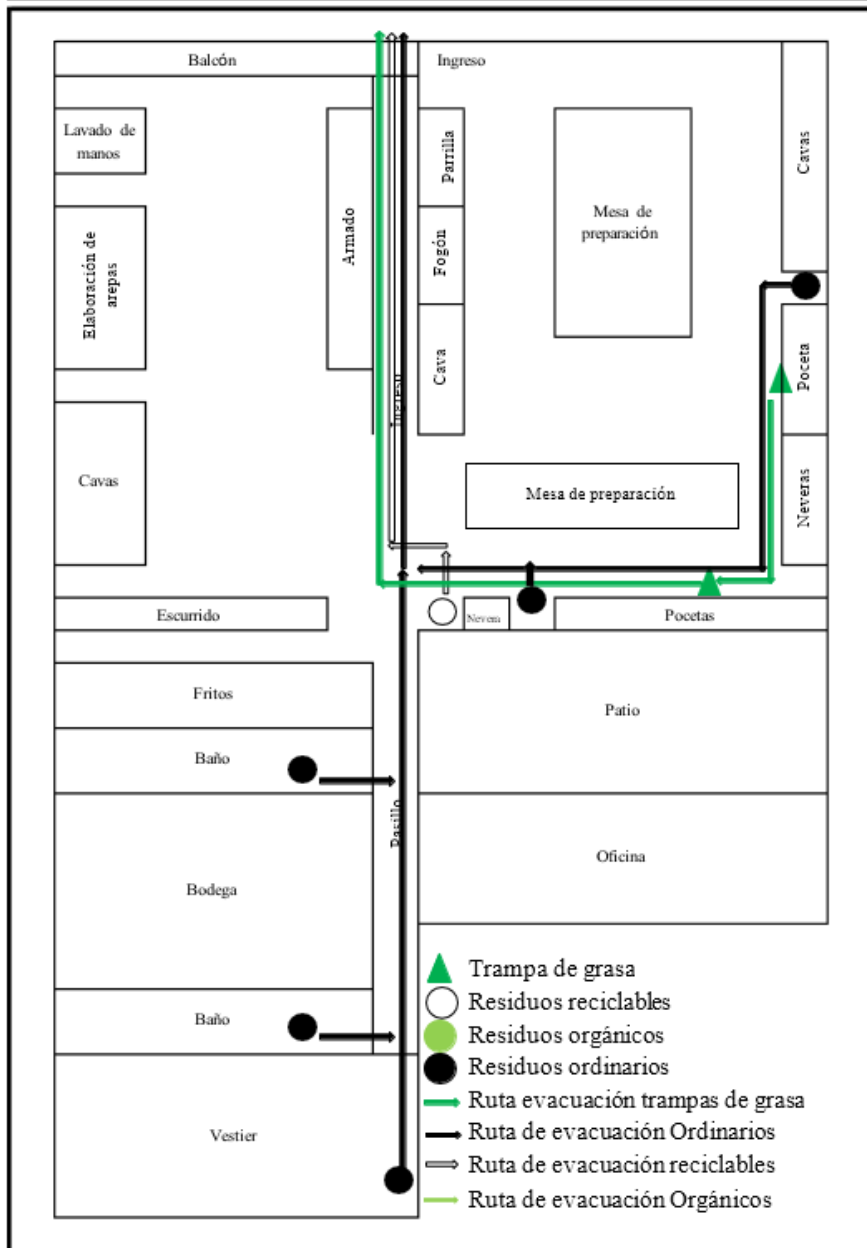 Balcón
Ingreso
Lavado de
manos
Elaboración de
arepas
Armado
Parrilla
Fogón
Cava
Mesa de
preparación
Cavas
Ingreso
Poceta
Cavas
Mesa de preparación
Neveras
Escurrido
Nevera
Pocetas
Fritos
Patio
Baño
Pasillo
Bodega
Oficina
Baño
Vestier
Trampa de grasa
Residuos reciclables
Residuos orgánicos
Residuos ordinarios
Ruta evacuación trampas de grasa
Ruta de evacuación Ordinarios
Ruta de evacuación reciclables
Ruta de evacuación Orgánicos